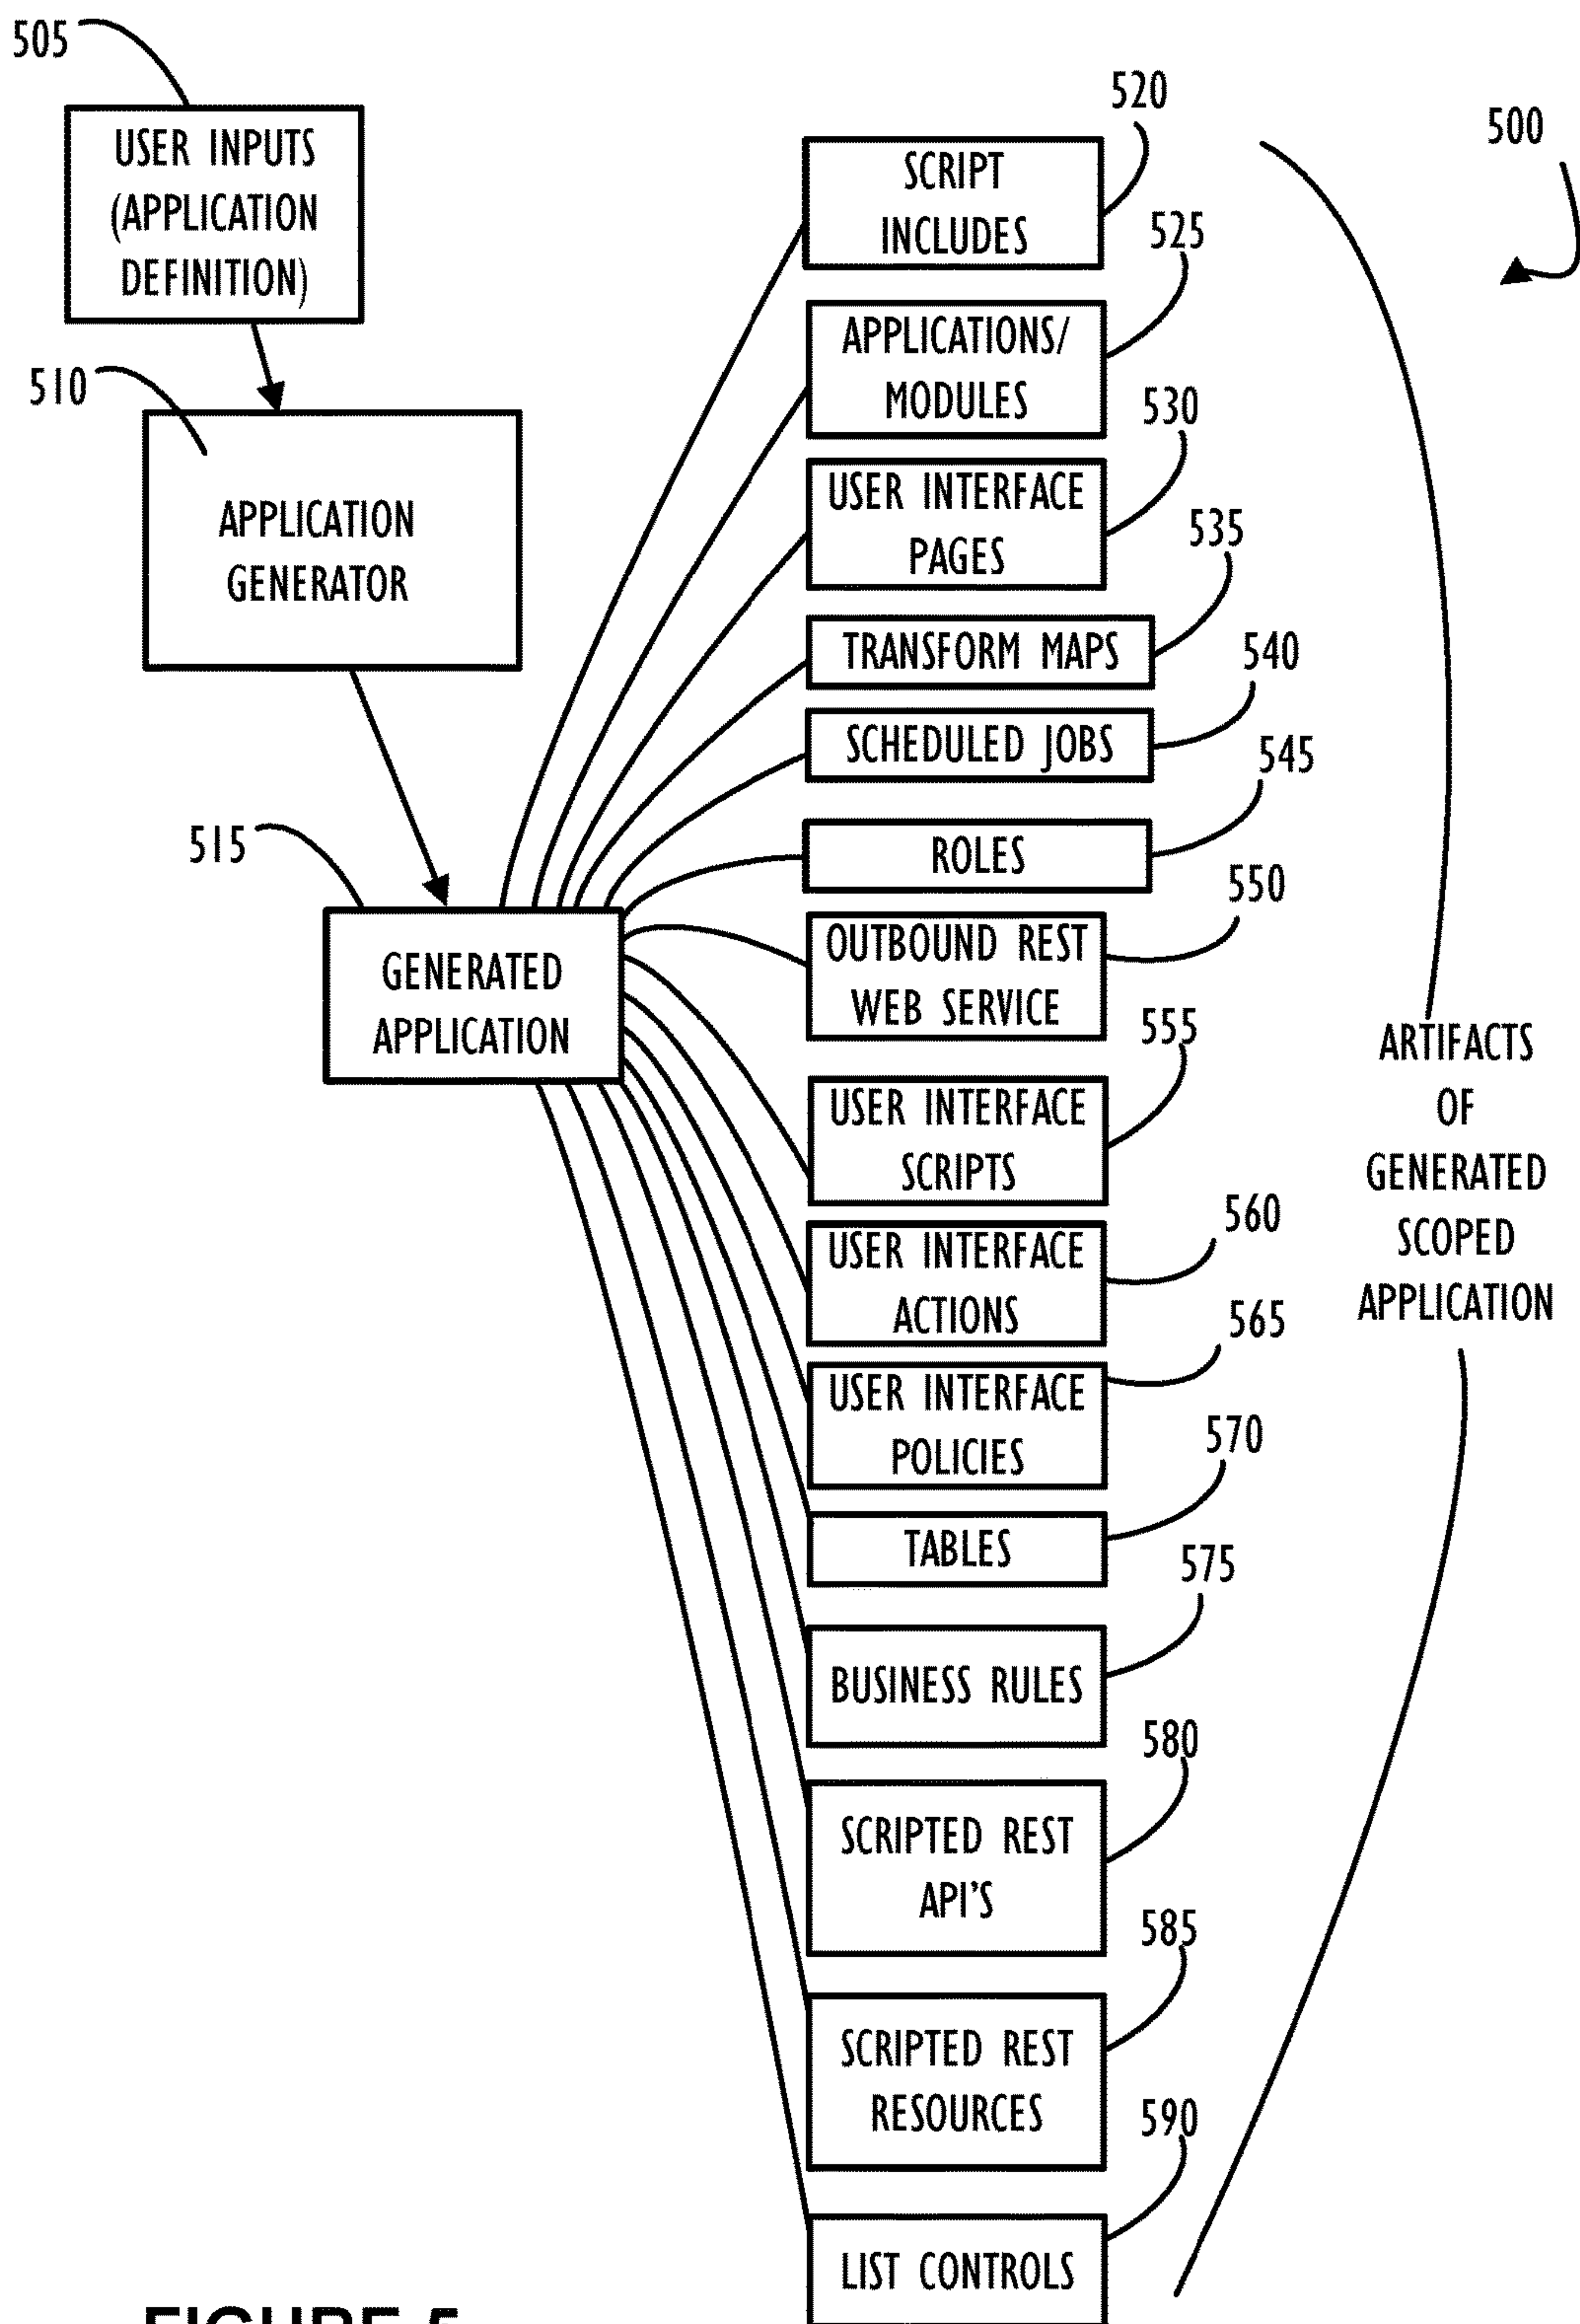 505
USER INPUTS
(APPLICATION
DEFINITION)
510
APPLICATION
GENERATOR
515
GENERATED
APPLICATION
520
SCRIPT
INCLUDES
525
APPLICATIONS/
MODULES
530
USER INTERFACE
PAGES
535
TRANSFORM MAPS
540
SCHEDULED JOBS
545
ROLES
550
OUTBOUND REST
WEB SERVICE
555
USER INTERFACE
SCRIPTS
560
USER INTERFACE
ACTIONS
565
USER INTERFACE
POLICIES
570
TABLES
575
BUSINESS RULES
580
SCRIPTED REST
API'S
585
SCRIPTED REST
RESOURCES
590
LIST CONTROLS
500
ARTIFACTS
OF
GENERATED
SCOPED
APPLICATION
FIGURE 5